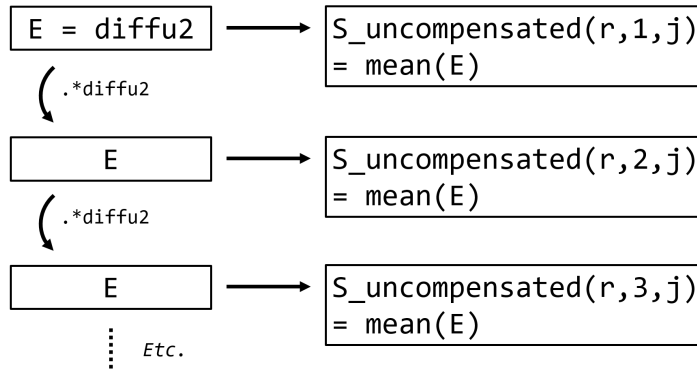 E = diffu2
S_uncompensated(r,1,j)
= mean(E)
.*diffu2
E
S_uncompensated(r,2,j)
= mean(E)
.*diffu2
E
S_uncompensated(r,3,j)
= mean(E)
Etc.